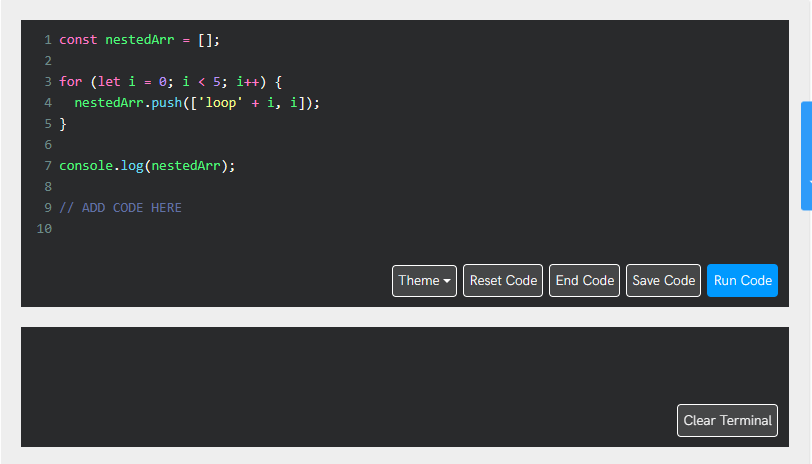 1 const nestedArr = [];
2
3 for (let i = 0; i < 5; i++) {
4   nestedArr.push(['loop' + i, i]);
5 }
6
7 console.log(nestedArr);
8
9 // ADD CODE HERE
10
Theme Reset Code End Code Save Code Run Code
Clear Terminal